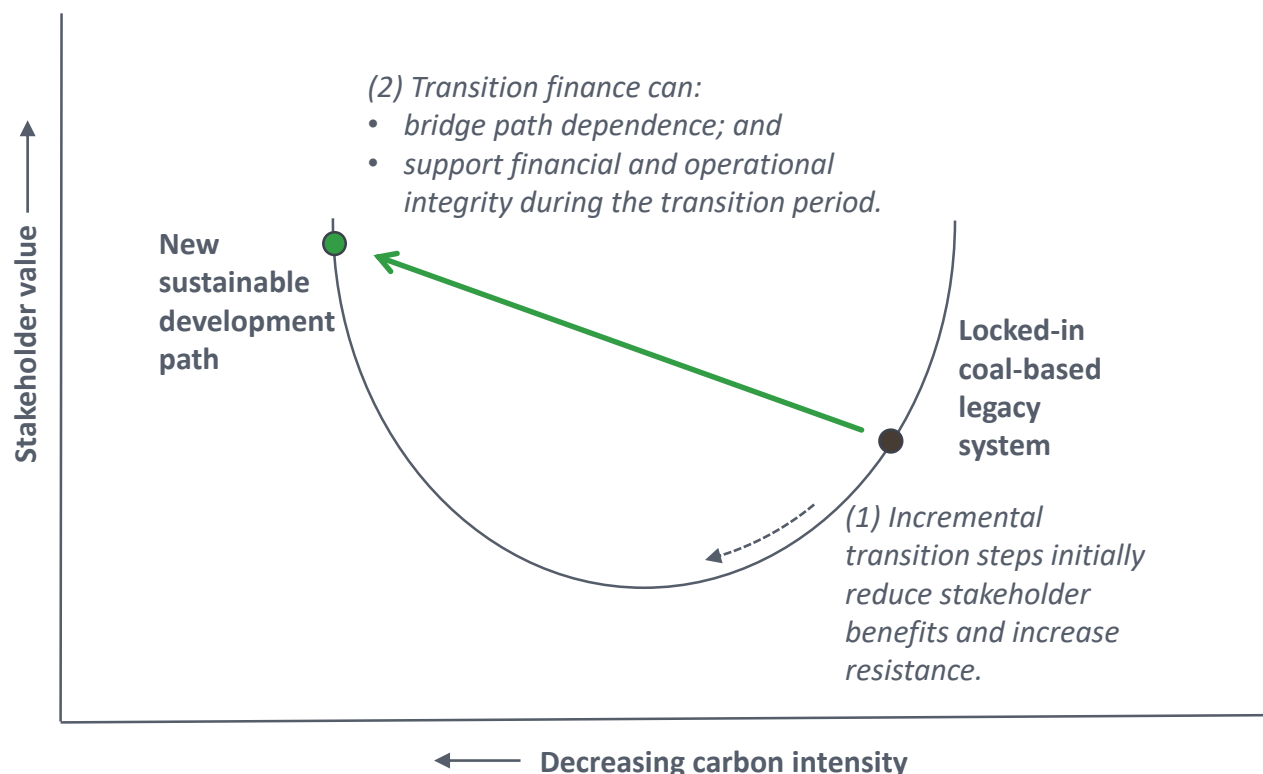 (2) Transition finance can:
• bridge path dependence; and
• support financial and operational
integrity during the transition period.
Stakeholder value
New
sustainable
development
path
Locked-in
coal-based
legacy
system
(1) Incremental
transition steps initially
reduce stakeholder
benefits and increase
resistance.
Decreasing carbon intensity